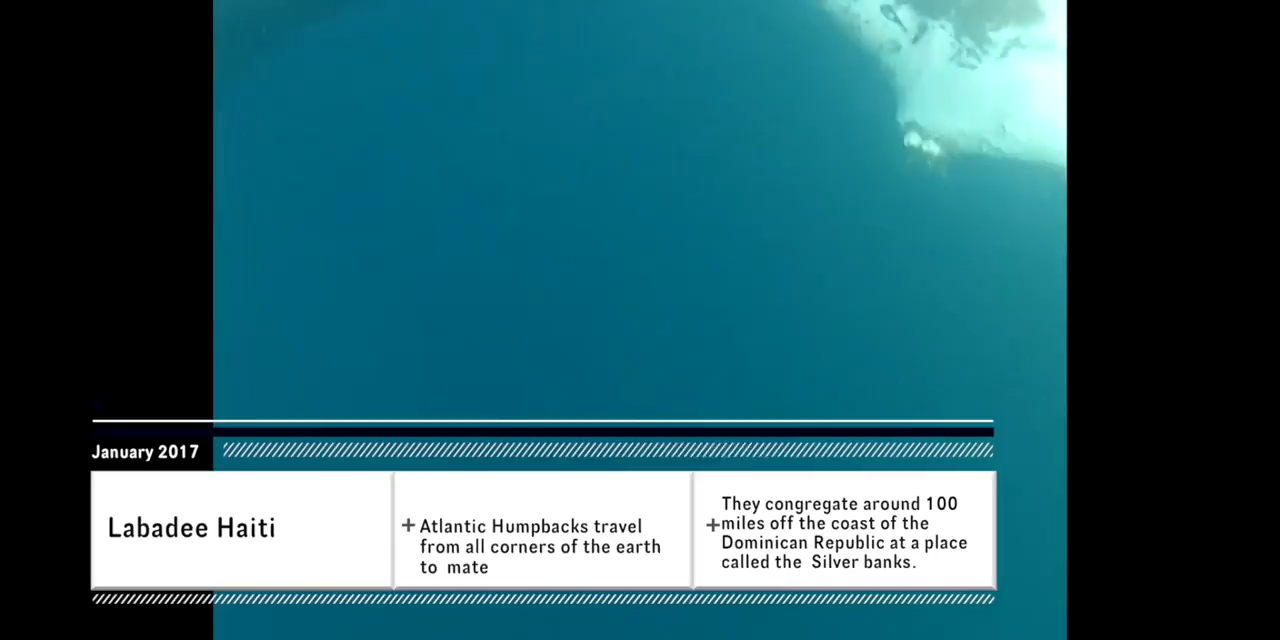 January 2017
Labadee Haiti
+ Atlantic Humpbacks travel
from all corners of the earth
to mate
They congregate around 100
+ miles off the coast of the
Dominican Republic at a place
called the Silver banks.